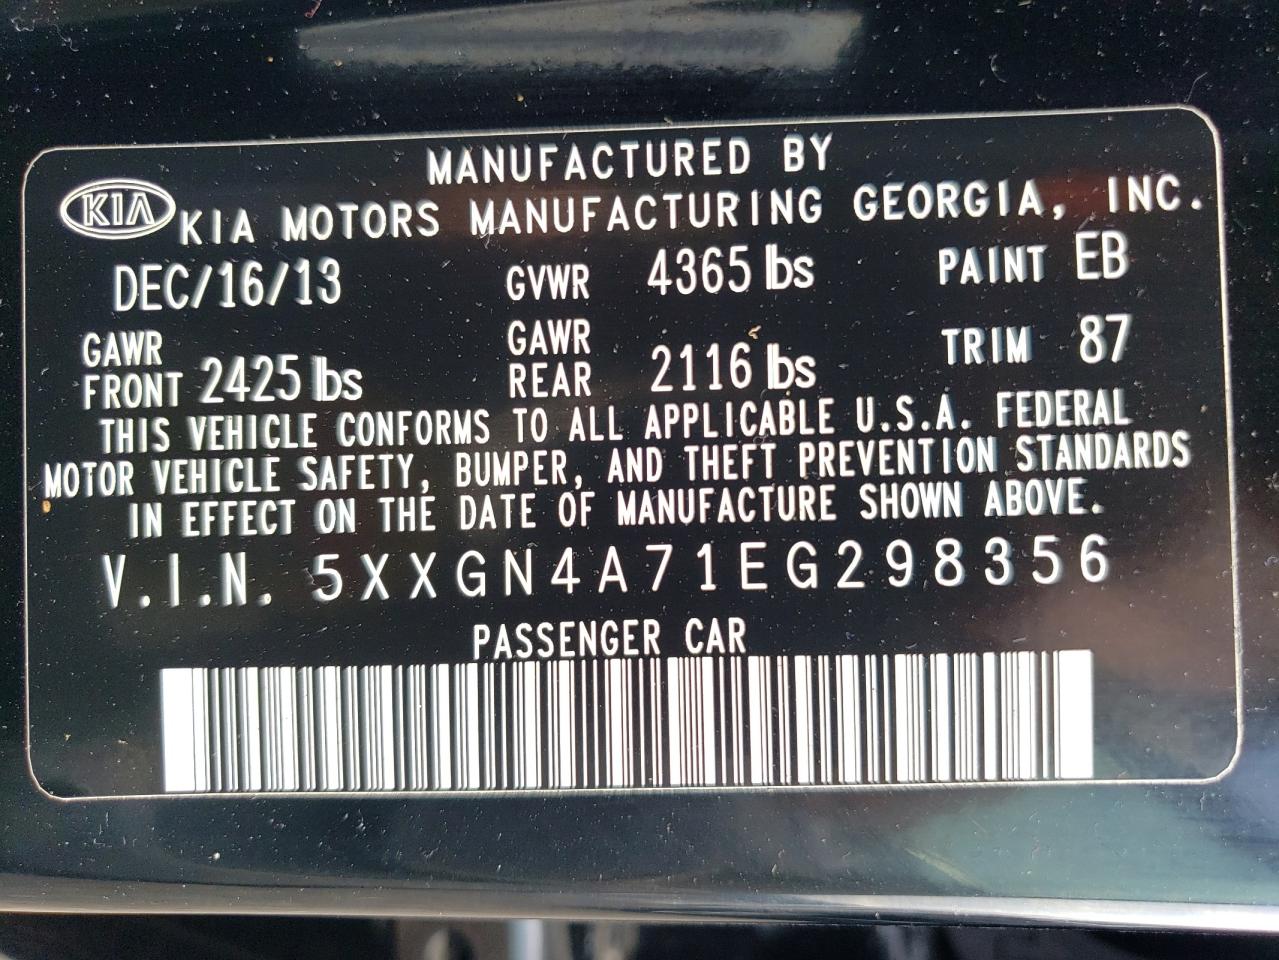 MANUFACTURED BY
KIA KIA MOTORS MANUFACTURING GEORGIA, INC.
DEC/16/13 GVWR 4365 lbs PAINT EB
GAWR FRONT 2425 lbs GAWR REAR 2116 lbs TRIM 87
THIS VEHICLE CONFORMS TO ALL APPLICABLE U.S.A. FEDERAL
MOTOR VEHICLE SAFETY, BUMPER, AND THEFT PREVENTION STANDARDS
IN EFFECT ON THE DATE OF MANUFACTURE SHOWN ABOVE.
V.I.N. 5XXGN4A71EG298356
PASSENGER CAR